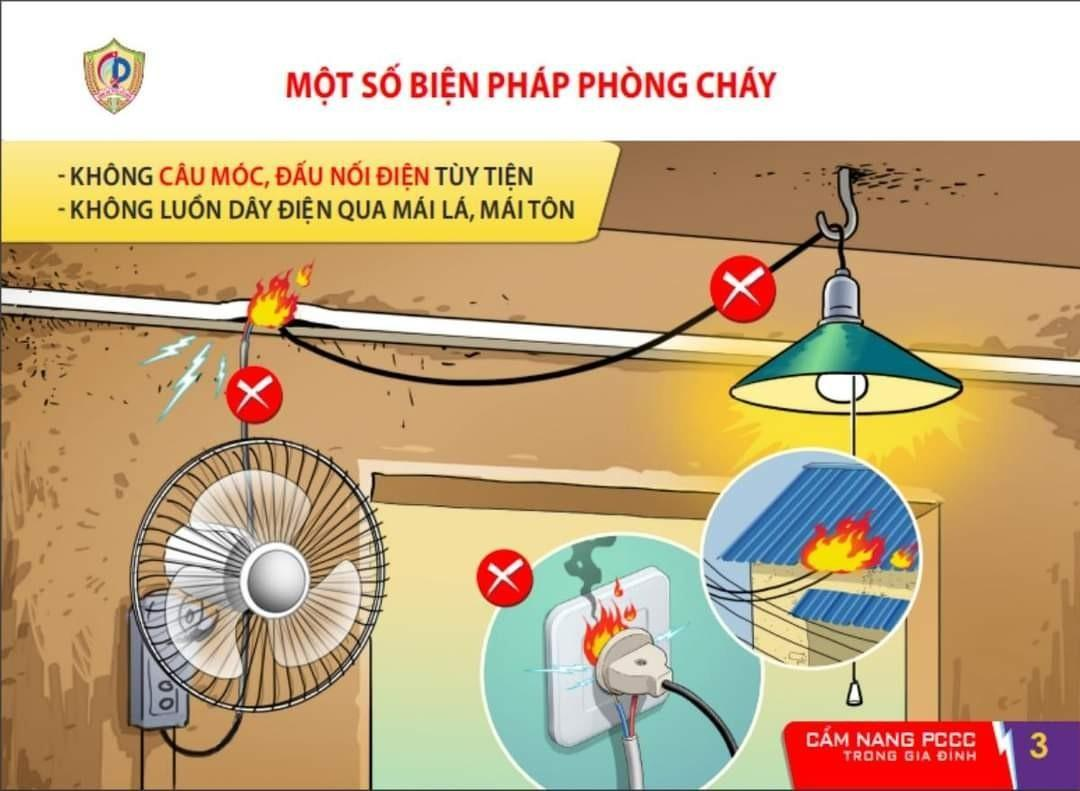 MỘT SỐ BIỆN PHÁP PHÒNG CHÁY
- KHÔNG CÂU MÓC, ĐẤU NỐI ĐIỆN TÙY TIỆN
- KHÔNG LUỒN DÂY ĐIỆN QUA MÁI LÁ, MÁI TÔN
CẨM NANG PCCC
TRONG GIA ĐÌNH
3